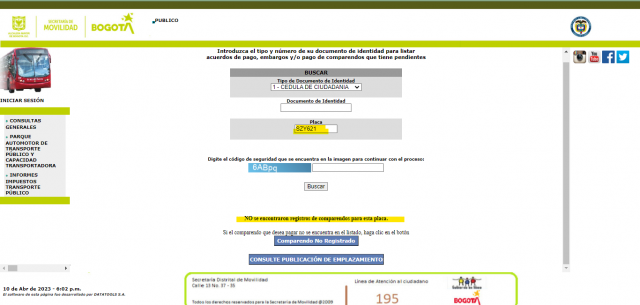 SECRETARÍA DE
MOVILIDAD
BOGOTÁ
PUBLICO
Introduzca el tipo y número de su documento de identidad para listar
acuerdos de pago, embargos y/o pago de comparendos que tiene pendientes
BUSCAR
Tipo de Documento de Identidad
1 - CEDULA DE CIUDADANIA
Documento de Identidad
Placa
SZY621
Digite el código de seguridad que se encuentra en la imagen para continuar con el proceso:
6ABpq
Buscar
NO se encontraron registros de comparendos para esta placa.
Si el comparendo que desea pagar no se encuentra en el listado, haga clic en el botón
Comparendo No Registrado
CONSULTE PUBLICACIÓN DE EMPLAZAMIENTO
INICIAR SESIÓN
» CONSULTAS
GENERALES
» PARQUE
AUTOMOTOR DE
TRANSPORTE
PÚBLICO Y
CAPACIDAD
TRANSPORTADORA
» INFORMES
IMPUESTOS
TRANSPORTE
PÚBLICO
You
Tube
10 de Abr de 2023 - 6:02 p.m.
El software de esta página fue desarrollado por DATATOOLS S.A.
Secretaría Distrital de Movilidad
Calle 13 No. 37 - 35
Todos los derechos reservados para la Secretaría de Movilidad @2009
Línea de Atención al ciudadano
195
BOGOTÁ